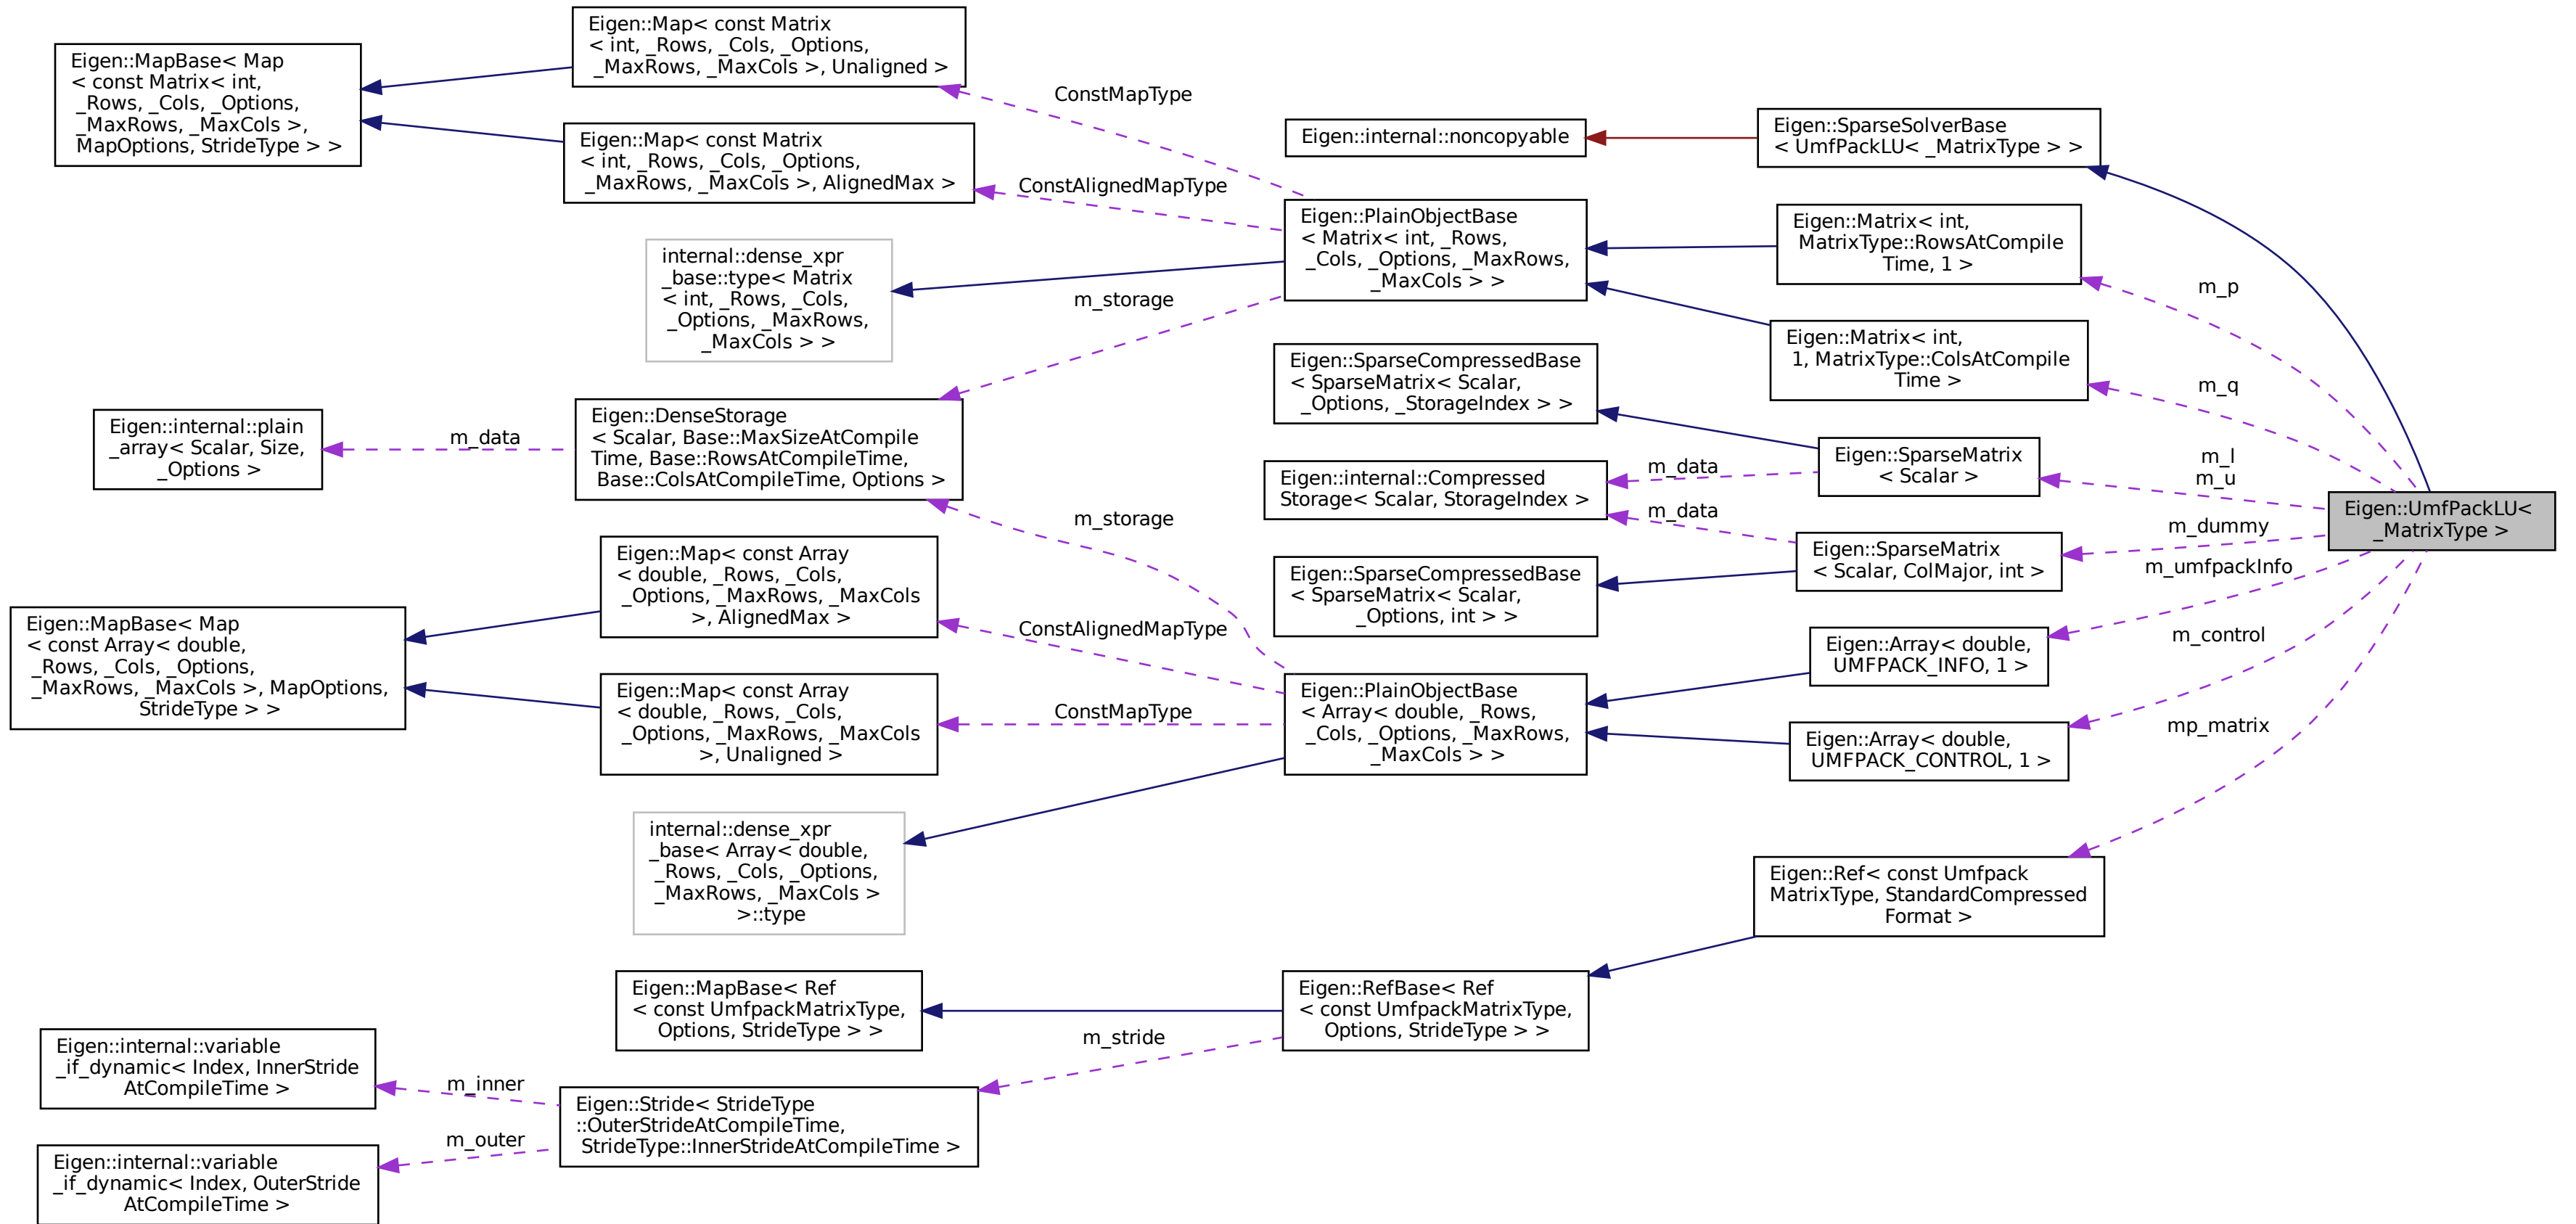 Eigen::MapBase< Map
< const Matrix< int,
_Rows, _Cols, _Options,
_MaxRows, _MaxCols >,
MapOptions, StrideType > >
Eigen::Map< const Matrix
< int, _Rows, _Cols, _Options,
_MaxRows, _MaxCols >, Unaligned >
Eigen::Map< const Matrix
< int, _Rows, _Cols, _Options,
_MaxRows, _MaxCols >, AlignedMax >
ConstMapType
ConstAlignedMapType
internal::dense_xpr
_base::type< Matrix
< int, _Rows, _Cols,
_Options, _MaxRows,
_MaxCols > >
m_storage
Eigen::internal::noncopyable
Eigen::SparseSolverBase
< UmfPackLU< _MatrixType > >
Eigen::PlainObjectBase
< Matrix< int, _Rows,
_Cols, _Options, _MaxRows,
_MaxCols > >
Eigen::Matrix< int,
MatrixType::RowsAtCompile
Time, 1 >
m_p
Eigen::Matrix< int,
1, MatrixType::ColsAtCompile
Time >
m_q
Eigen::SparseCompressedBase
< SparseMatrix< Scalar,
_Options, _StorageIndex > >
Eigen::internal::plain
_array< Scalar, Size,
_Options >
m_data
Eigen::DenseStorage
< Scalar, Base::MaxSizeAtCompile
Time, Base::RowsAtCompileTime,
Base::ColsAtCompileTime, Options >
Eigen::internal::Compressed
Storage< Scalar, StorageIndex >
m_data
m_data
Eigen::SparseMatrix
< Scalar >
m_l
m_u
Eigen::UmfPackLU<
_MatrixType >
m_storage
Eigen::SparseMatrix
< Scalar, ColMajor, int >
m_dummy
Eigen::SparseCompressedBase
< SparseMatrix< Scalar,
_Options, int > >
m_umfpackInfo
Eigen::Map< const Array
< double, _Rows, _Cols,
_Options, _MaxRows, _MaxCols
>, AlignedMax >
ConstAlignedMapType
Eigen::MapBase< Map
< const Array< double,
_Rows, _Cols, _Options,
_MaxRows, _MaxCols >, MapOptions,
StrideType > >
Eigen::Array< double,
UMFPACK_INFO, 1 >
m_control
Eigen::Map< const Array
< double, _Rows, _Cols,
_Options, _MaxRows, _MaxCols
>, Unaligned >
ConstMapType
Eigen::PlainObjectBase
< Array< double, _Rows,
_Cols, _Options, _MaxRows,
_MaxCols > >
Eigen::Array< double,
UMFPACK_CONTROL, 1 >
mp_matrix
internal::dense_xpr
_base< Array< double,
_Rows, _Cols, _Options,
_MaxRows, _MaxCols >
>::type
Eigen::Ref< const Umfpack
MatrixType, StandardCompressed
Format >
Eigen::MapBase< Ref
< const UmfpackMatrixType,
Options, StrideType > >
Eigen::RefBase< Ref
< const UmfpackMatrixType,
Options, StrideType > >
m_stride
Eigen::internal::variable
_if_dynamic< Index, InnerStride
AtCompileTime >
m_inner
Eigen::Stride< StrideType
::OuterStrideAtCompileTime,
StrideType::InnerStrideAtCompileTime >
m_outer
Eigen::internal::variable
_if_dynamic< Index, OuterStride
AtCompileTime >